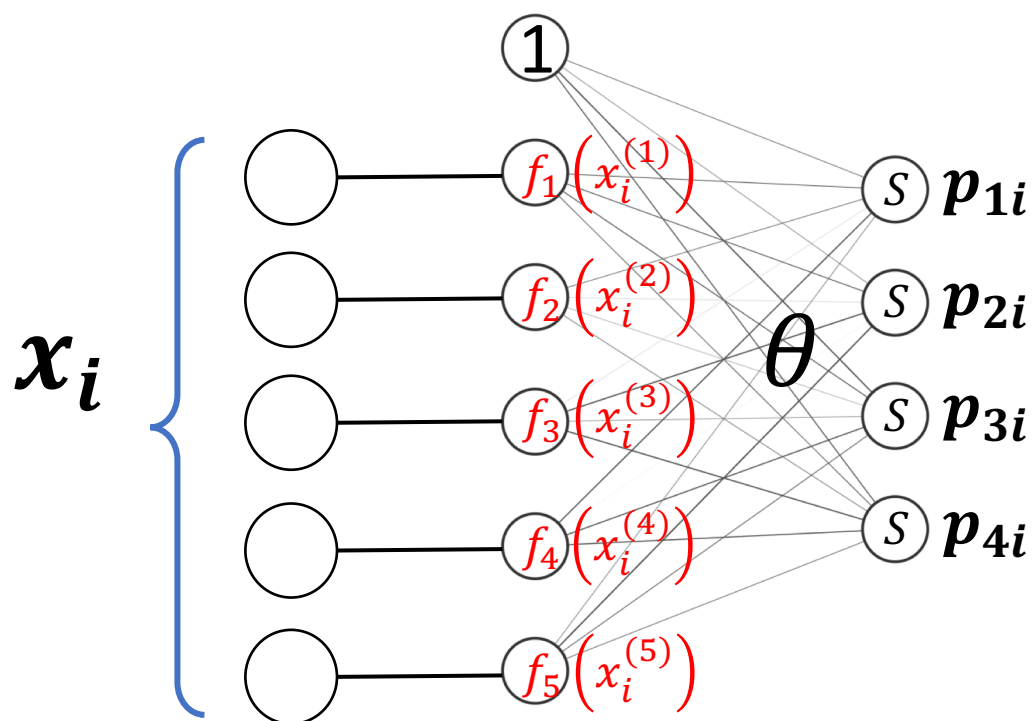 1
f₁(xᵢ⁽¹⁾)
f₂(xᵢ⁽²⁾)
f₃(xᵢ⁽³⁾)
f₄(xᵢ⁽⁴⁾)
f₅(xᵢ⁽⁵⁾)
xᵢ
θ
S p₁ᵢ
S p₂ᵢ
S p₃ᵢ
S p₄ᵢ